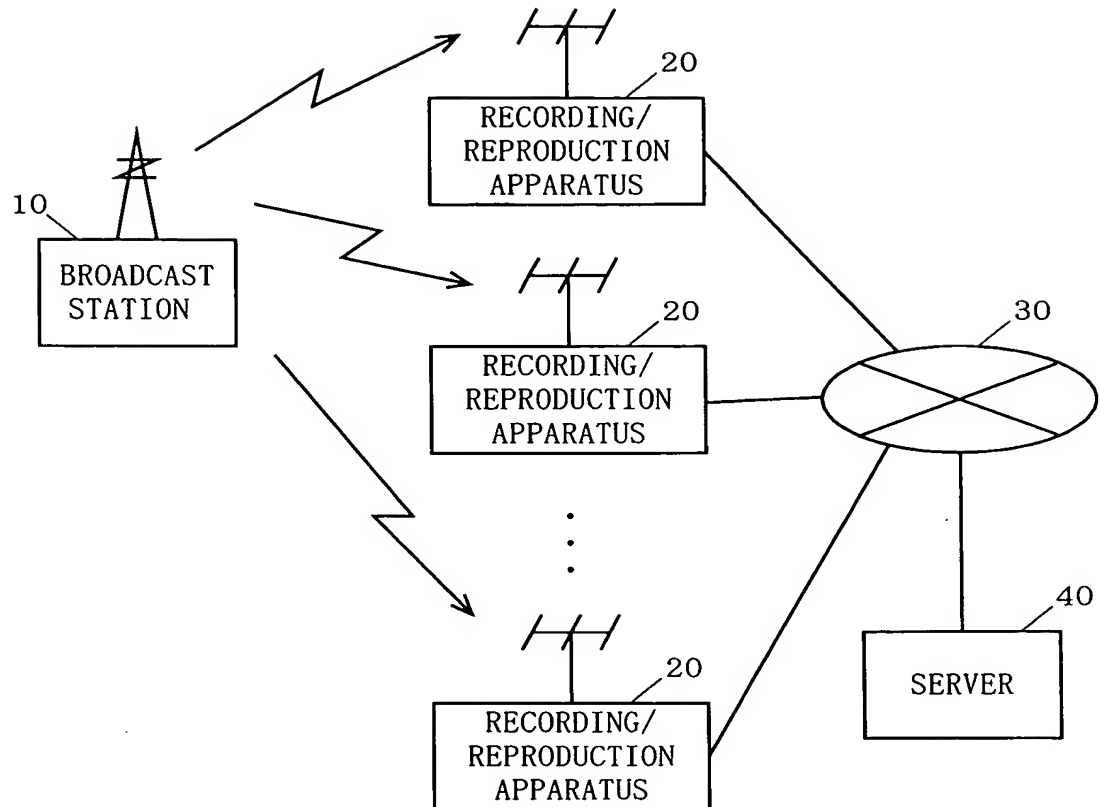 20
RECORDING/
REPRODUCTION
APPARATUS
10
BROADCAST
STATION
20
RECORDING/
REPRODUCTION
APPARATUS
30
40
SERVER
20
RECORDING/
REPRODUCTION
APPARATUS